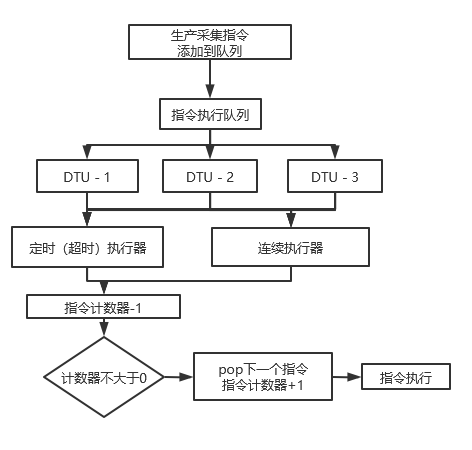 生产采集指令
添加到队列
指令执行队列
DTU - 1
DTU - 2
DTU - 3
定时（超时）执行器
连续执行器
指令计数器-1
计数器不大于0
pop下一个指令
指令计数器+1
指令执行